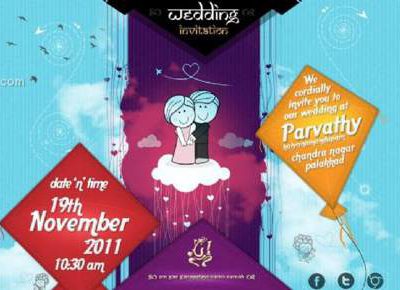 wedding
invitation
.com
We
cordially
invite you to
our wedding at
Parvathy
chandra nagar
palakkad
date 'n' time
19th
November
2011
10:30 am